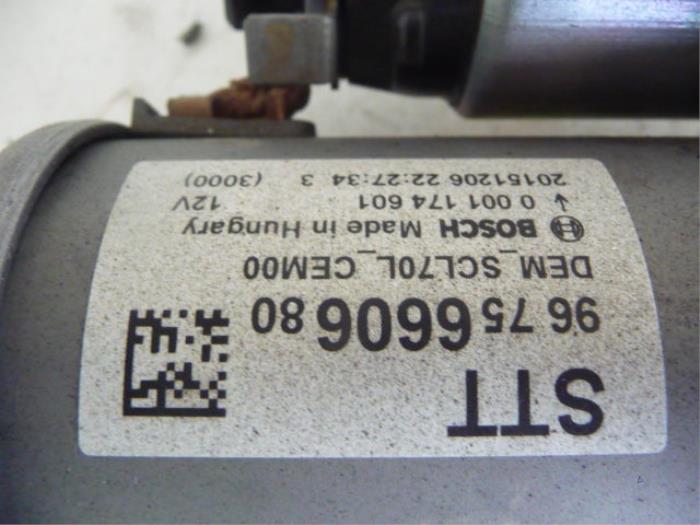 STT
96 75 6606 80
DEM_SCL70L_CEM00
BOSCH Made in Hungary
0 001 174 601 12V
20151206 22:27:34 3 (3000)